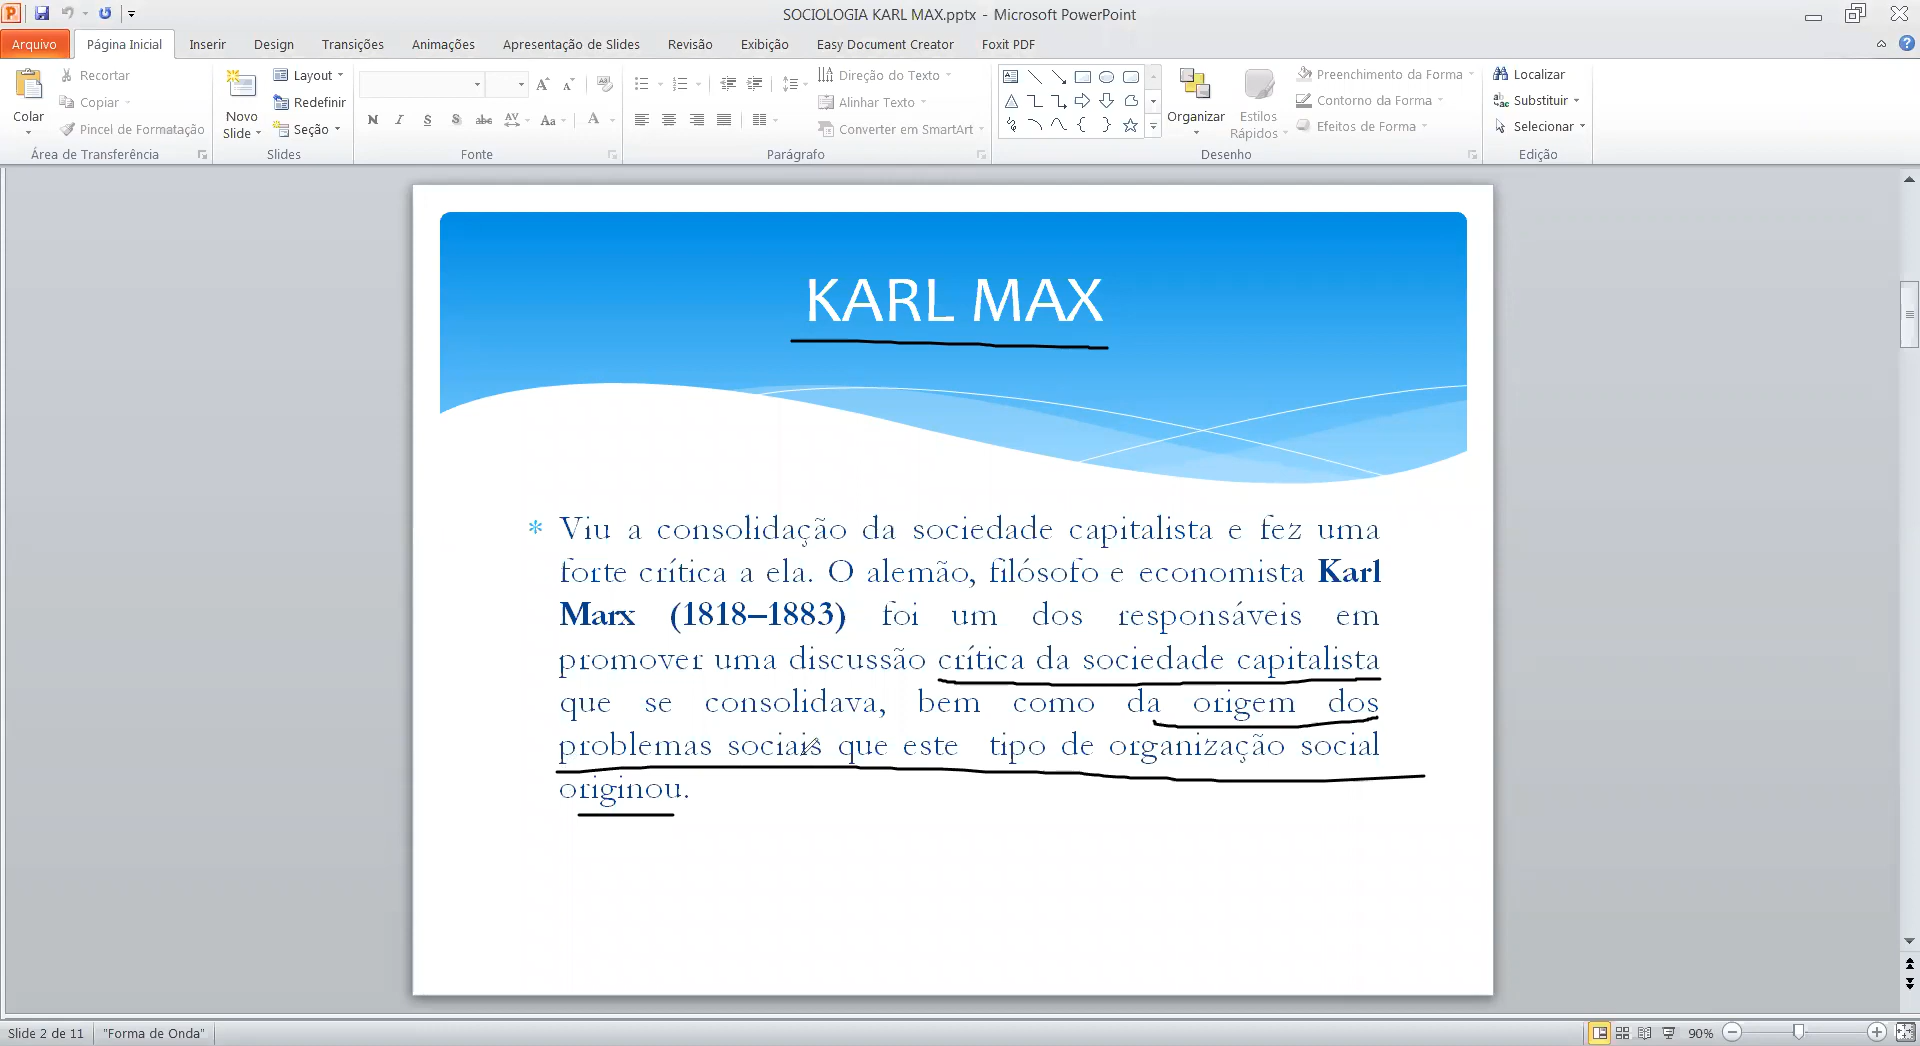 SOCIOLOGIA KARL MAX.pptx - Microsoft PowerPoint
Arquivo Página Inicial Inserir Design Transições Animações Apresentação de Slides Revisão Exibição Easy Document Creator Foxit PDF
Colar
Recortar
Copiar
Pincel de Formatação
Área de Transferência
Novo Slide
Layout
Redefinir
Seção
Slides
N I S S abc AV Aa A
Fonte
Direção do Texto
Alinhar Texto
Converter em SmartArt
Parágrafo
Organizar
Estilos Rápidos
Preenchimento da Forma
Contorno da Forma
Efeitos de Forma
Desenho
Localizar
Substituir
Selecionar
Edição
KARL MAX
* Viu a consolidação da sociedade capitalista e fez uma
forte crítica a ela. O alemão, filósofo e economista Karl
Marx (1818–1883) foi um dos responsáveis em
promover uma discussão crítica da sociedade capitalista
que se consolidava, bem como da origem dos
problemas sociais que este tipo de organização social
originou.
Slide 2 de 11 "Forma de Onda" 90%